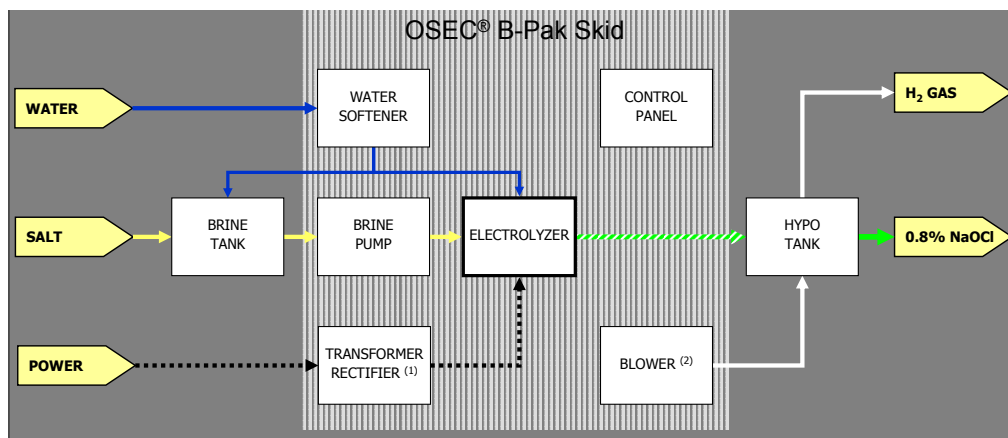 OSEC® B-Pak Skid
WATER
WATER
SOFTENER
CONTROL
PANEL
H₂ GAS
SALT
BRINE
TANK
BRINE
PUMP
ELECTROLYZER
HYPO
TANK
0.8% NaOCl
POWER
TRANSFORMER
RECTIFIER (1)
BLOWER (2)